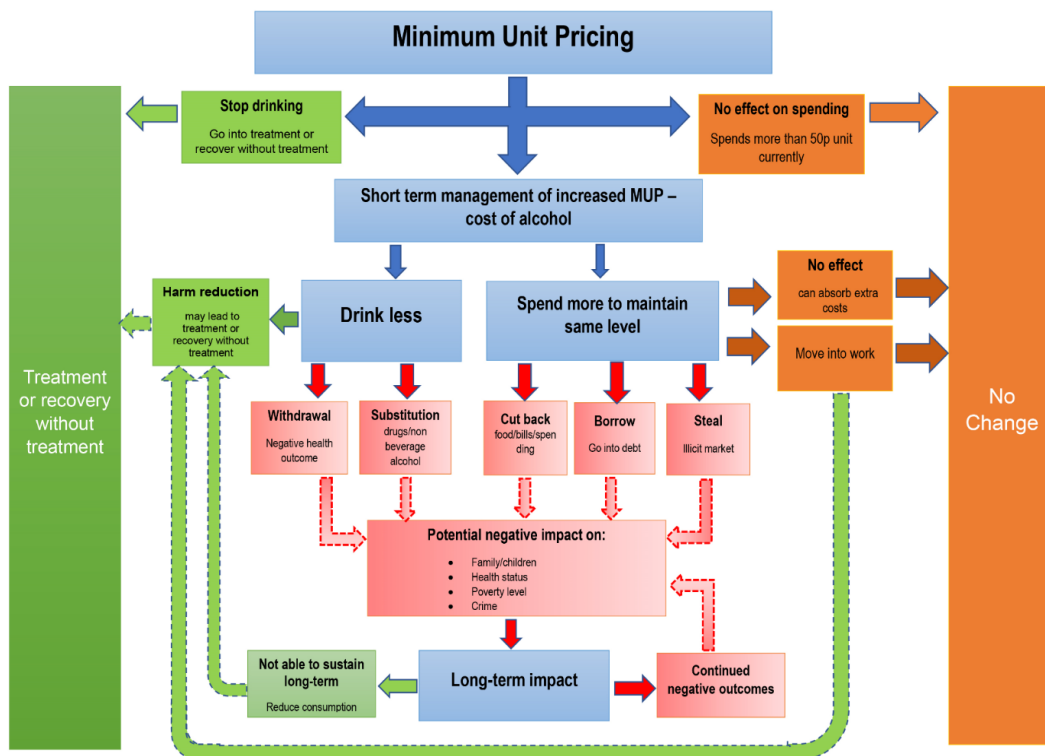 Minimum Unit Pricing
Stop drinking
Go into treatment or
recover without treatment
No effect on spending
Spends more than 50p unit
currently
Short term management of increased MUP –
cost of alcohol
Harm reduction
may lead to
treatment or
recovery without
treatment
Drink less
Spend more to maintain
same level
No effect
can absorb extra
costs
Move into work
Treatment
or recovery
without
treatment
No
Change
Withdrawal
Negative health
outcome
Substitution
drugs/non
beverage
alcohol
Cut back
food/bills/spen
ding
Borrow
Go into debt
Steal
Illicit market
Potential negative impact on:
● Family/children
● Health status
● Poverty level
● Crime
Not able to sustain
long-term
Reduce consumption
Long-term impact
Continued
negative outcomes